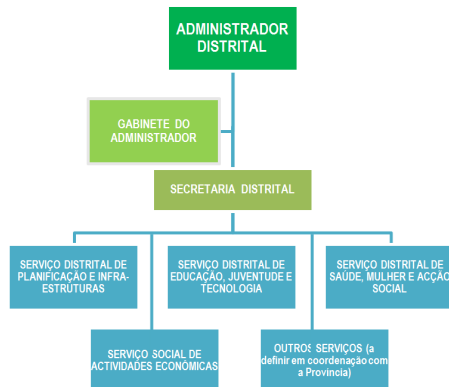 ADMINISTRADOR
DISTRITAL
GABINETE DO
ADMINISTRADOR
SECRETARIA DISTRITAL
SERVIÇO DISTRITAL DE
PLANIFICAÇÃO E INFRA-
ESTRUTURAS
SERVIÇO DISTRITAL DE
EDUCAÇÃO, JUVENTUDE E
TECNOLOGIA
SERVIÇO DISTRITAL DE
SAÚDE, MULHER E ACÇÃO
SOCIAL
SERVIÇO SOCIAL DE
ACTIVIDADES ECONÓMICAS
OUTROS SERVIÇOS (a
definir em coordenação com
a Provincia)